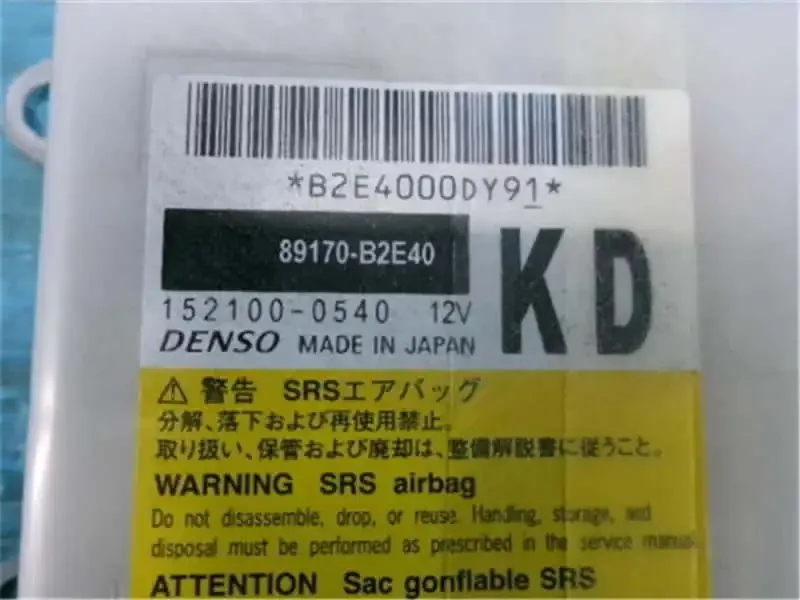 *B2E4000DY91*
89170-B2E40
KD
152100-0540 12V
DENSO MADE IN JAPAN
⚠ 警告 SRSエアバッグ
分解、落下および再使用禁止。
取り扱い、保管および廃却は、整備解説書に従うこと。
WARNING SRS airbag
Do not disassemble, drop, or reuse. Handling, storage, and
disposal must be performed as prescribed in the service manual.
ATTENTION Sac gonflable SRS